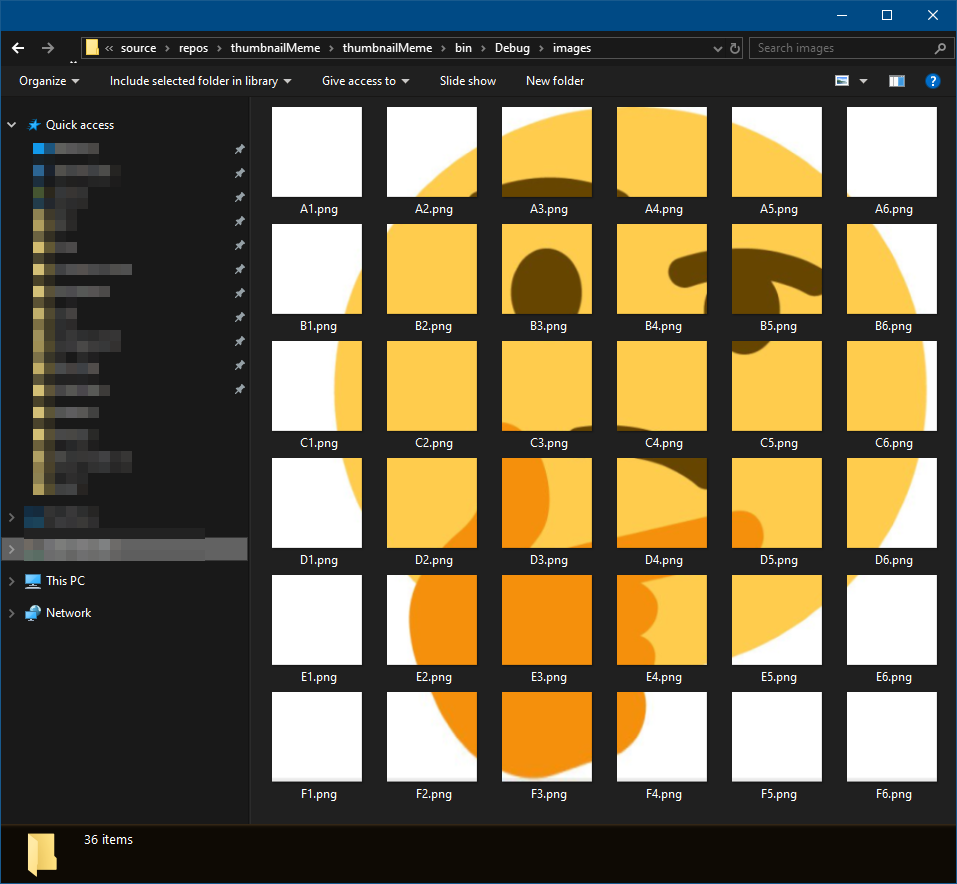 « source › repos › thumbnailMeme › thumbnailMeme › bin › Debug › images
Search images
Organize Include selected folder in library Give access to Slide show New folder
Quick access
This PC
Network
A1.png A2.png A3.png A4.png A5.png A6.png
B1.png B2.png B3.png B4.png B5.png B6.png
C1.png C2.png C3.png C4.png C5.png C6.png
D1.png D2.png D3.png D4.png D5.png D6.png
E1.png E2.png E3.png E4.png E5.png E6.png
F1.png F2.png F3.png F4.png F5.png F6.png
36 items